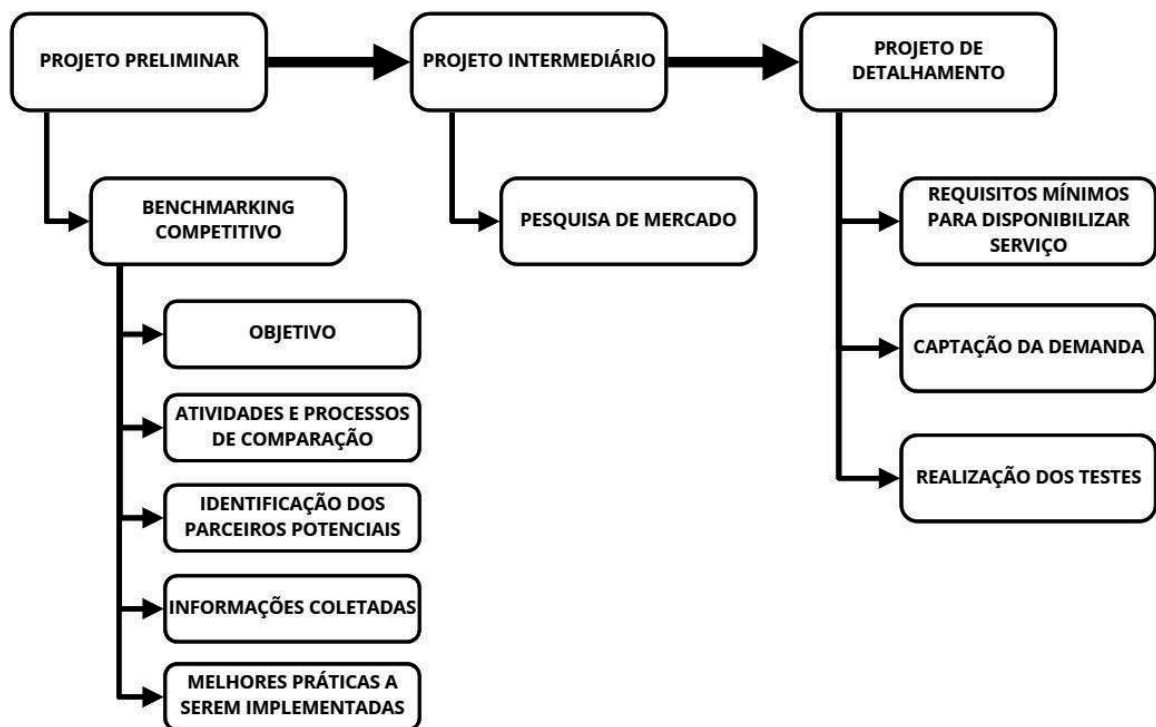 PROJETO PRELIMINAR
PROJETO INTERMEDIÁRIO
PROJETO DE
DETALHAMENTO
BENCHMARKING
COMPETITIVO
OBJETIVO
ATIVIDADES E PROCESSOS
DE COMPARAÇÃO
IDENTIFICAÇÃO DOS
PARCEIROS POTENCIAIS
INFORMAÇÕES COLETADAS
MELHORES PRÁTICAS A
SEREM IMPLEMENTADAS
PESQUISA DE MERCADO
REQUISITOS MÍNIMOS
PARA DISPONIBILIZAR
SERVIÇO
CAPTAÇÃO DA DEMANDA
REALIZAÇÃO DOS TESTES